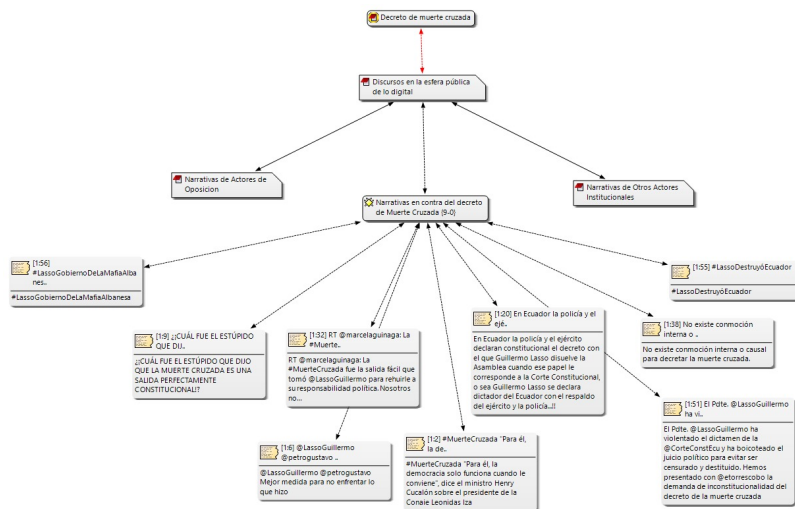 Decreto de muerte cruzada
Discursos en la esfera pública
de lo digital
Narrativas de Actores de
Oposicion
Narrativas en contra del decreto
de Muerte Cruzada {9-0}
Narrativas de Otros Actores
Institucionales
[1:56]
#LassoGobiernoDeLaMafiaAlba
nes..
#LassoGobiernoDeLaMafiaAlbanesa
[1:9] ¿¡CUÁL FUE EL ESTÚPIDO
QUE DIJ..
¿¡CUÁL FUE EL ESTÚPIDO QUE DIJO
QUE LA MUERTE CRUZADA ES UNA
SALIDA PERFECTAMENTE
CONSTITUCIONAL!?
[1:32] RT @marcelaguinaga: La
#Muerte..
RT @marcelaguinaga: La
#MuerteCruzada fue la salida fácil que
tomó @LassoGuillermo para rehuirle a
su responsabilidad política. Nosotros
no...
[1:6] @LassoGuillermo
@petrogustavo ..
@LassoGuillermo @petrogustavo
Mejor medida para no enfrentar lo
que hizo
[1:2] #MuerteCruzada "Para él,
la de..
#MuerteCruzada "Para él, la
democracia solo funciona cuando le
conviene", dice el ministro Henry
Cucalón sobre el presidente de la
Conaie Leonidas Iza
[1:20] En Ecuador la policía y el
eje..
En Ecuador la policía y el ejército
declaran constitucional el decreto con
el que Guillermo Lasso disuelve la
Asamblea cuando ese papel le
corresponde a la Corte Constitucional,
o sea Guillermo Lasso se declara
dictador del Ecuador con el respaldo
del ejército y la policía...!!
[1:55] #LassoDestruyóEcuador
#LassoDestruyóEcuador
[1:38] No existe conmoción
interna o ..
No existe conmoción interna o causal
para decretar la muerte cruzada.
[1:51] El Pdte. @LassoGuillermo
ha vi..
El Pdte. @LassoGuillermo ha
violentado el dictamen de la
@CorteConstEcu y ha boicoteado el
juicio político para evitar ser
censurado y destituido. Hemos
presentado con @etorrescobo la
demanda de inconstitucionalidad del
decreto de la muerte cruzada